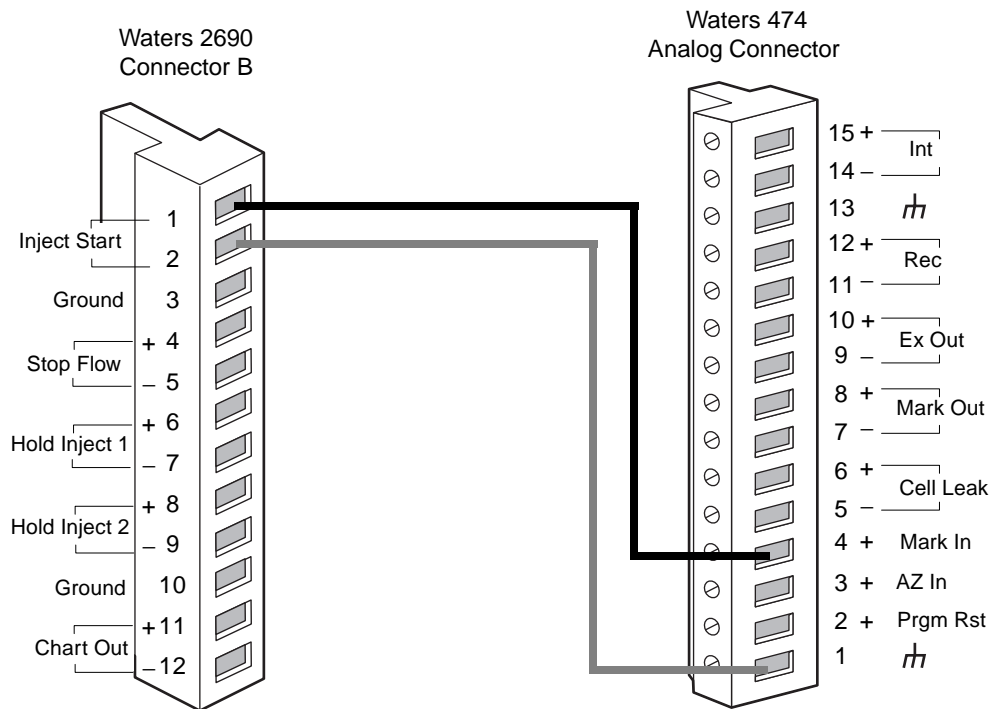 Waters 2690
Connector B
Inject Start
1
2
Ground
3
Stop Flow
+ 4
– 5
Hold Inject 1
+ 6
– 7
Hold Inject 2
+ 8
– 9
Ground
10
Chart Out
+ 11
– 12
Waters 474
Analog Connector
15 +
14 –
Int
13
12 +
11 –
Rec
10 +
9 –
Ex Out
8 +
7 –
Mark Out
6 +
5 –
Cell Leak
4 + Mark In
3 + AZ In
2 + Prgm Rst
1